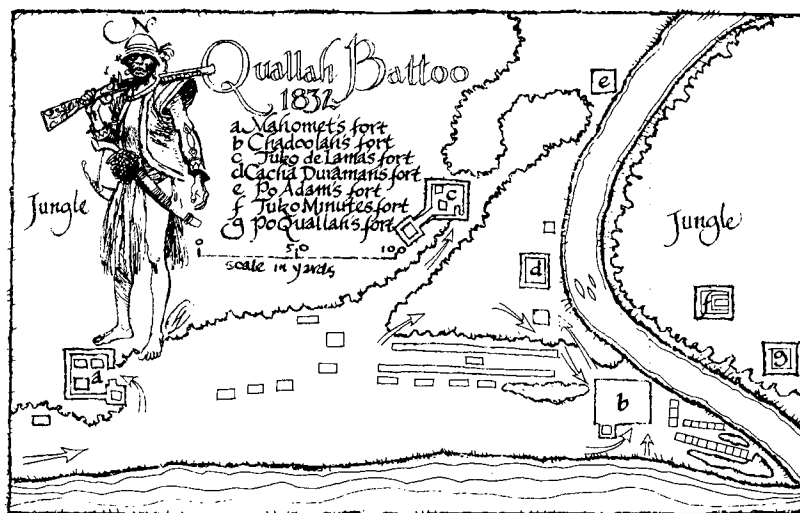 Quallah Battoo
1832
a Mahomet's fort
b Chadoolah's fort
c Tuko de Lama's fort
d Cacha Duraman's fort
e Po Adam's fort
f Tuko Minutes fort
g Po Quallah's fort
0 50 100
scale in yards
Jungle
Jungle
a
b
c
d
e
f
g